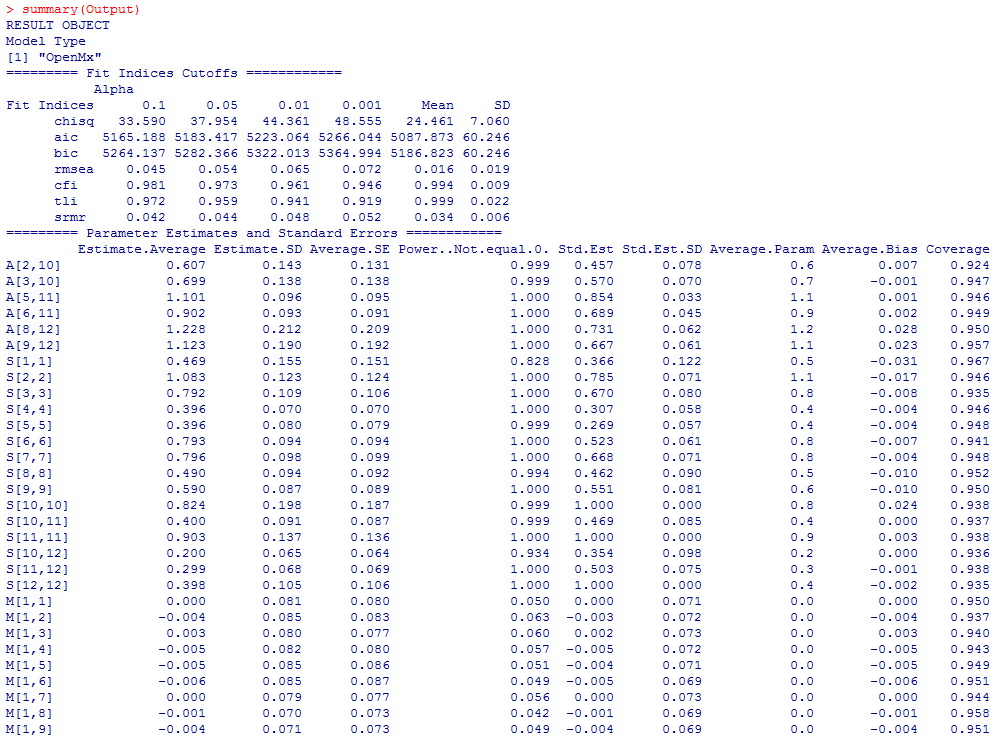 > summary(Output)
RESULT OBJECT
Model Type
[1] "OpenMx"
========= Fit Indices Cutoffs ============
Alpha
Fit Indices 0.1 0.05 0.01 0.001 Mean SD
chisq 33.590 37.954 44.361 48.555 24.461 7.060
aic 5165.188 5183.417 5223.064 5266.044 5087.873 60.246
bic 5264.137 5282.366 5322.013 5364.994 5186.823 60.246
rmsea 0.045 0.054 0.065 0.072 0.016 0.019
cfi 0.981 0.973 0.961 0.946 0.994 0.009
tli 0.972 0.959 0.941 0.919 0.999 0.022
srmr 0.042 0.044 0.048 0.052 0.034 0.006
========= Parameter Estimates and Standard Errors ============
Estimate.Average Estimate.SD Average.SE Power..Not.equal.0. Std.Est Std.Est.SD Average.Param Average.Bias Coverage
A[2,10] 0.607 0.143 0.131 0.999 0.457 0.078 0.6 0.007 0.924
A[3,10] 0.699 0.138 0.138 0.999 0.570 0.070 0.7 -0.001 0.947
A[5,11] 1.101 0.096 0.095 1.000 0.854 0.033 1.1 0.001 0.946
A[6,11] 0.902 0.093 0.091 1.000 0.689 0.045 0.9 0.002 0.949
A[8,12] 1.228 0.212 0.209 1.000 0.731 0.062 1.2 0.028 0.950
A[9,12] 1.123 0.190 0.192 1.000 0.667 0.061 1.1 0.023 0.957
S[1,1] 0.469 0.155 0.151 0.828 0.366 0.122 0.5 -0.031 0.967
S[2,2] 1.083 0.123 0.124 1.000 0.785 0.071 1.1 -0.017 0.946
S[3,3] 0.792 0.109 0.106 1.000 0.670 0.080 0.8 -0.008 0.935
S[4,4] 0.396 0.070 0.070 1.000 0.307 0.058 0.4 -0.004 0.946
S[5,5] 0.396 0.080 0.079 0.999 0.269 0.057 0.4 -0.004 0.948
S[6,6] 0.793 0.094 0.094 1.000 0.523 0.061 0.8 -0.007 0.941
S[7,7] 0.796 0.098 0.099 1.000 0.668 0.071 0.8 -0.004 0.948
S[8,8] 0.490 0.094 0.092 0.994 0.462 0.090 0.5 -0.010 0.952
S[9,9] 0.590 0.087 0.089 1.000 0.551 0.081 0.6 -0.010 0.950
S[10,10] 0.824 0.198 0.187 0.999 1.000 0.000 0.8 0.024 0.938
S[10,11] 0.400 0.091 0.087 0.999 0.469 0.085 0.4 0.000 0.937
S[11,11] 0.903 0.137 0.136 1.000 1.000 0.000 0.9 0.003 0.938
S[10,12] 0.200 0.065 0.064 0.934 0.354 0.098 0.2 0.000 0.936
S[11,12] 0.299 0.068 0.069 1.000 0.503 0.075 0.3 -0.001 0.938
S[12,12] 0.398 0.105 0.106 1.000 1.000 0.000 0.4 -0.002 0.935
M[1,1] 0.000 0.081 0.080 0.050 0.000 0.071 0.0 0.000 0.950
M[1,2] -0.004 0.085 0.083 0.063 -0.003 0.072 0.0 -0.004 0.937
M[1,3] 0.003 0.080 0.077 0.060 0.002 0.073 0.0 0.003 0.940
M[1,4] -0.005 0.082 0.080 0.057 -0.005 0.072 0.0 -0.005 0.943
M[1,5] -0.005 0.085 0.086 0.051 -0.004 0.071 0.0 -0.005 0.949
M[1,6] -0.006 0.085 0.087 0.049 -0.005 0.069 0.0 -0.006 0.951
M[1,7] 0.000 0.079 0.077 0.056 0.000 0.073 0.0 0.000 0.944
M[1,8] -0.001 0.070 0.073 0.042 -0.001 0.069 0.0 -0.001 0.958
M[1,9] -0.004 0.071 0.073 0.049 -0.004 0.069 0.0 -0.004 0.951